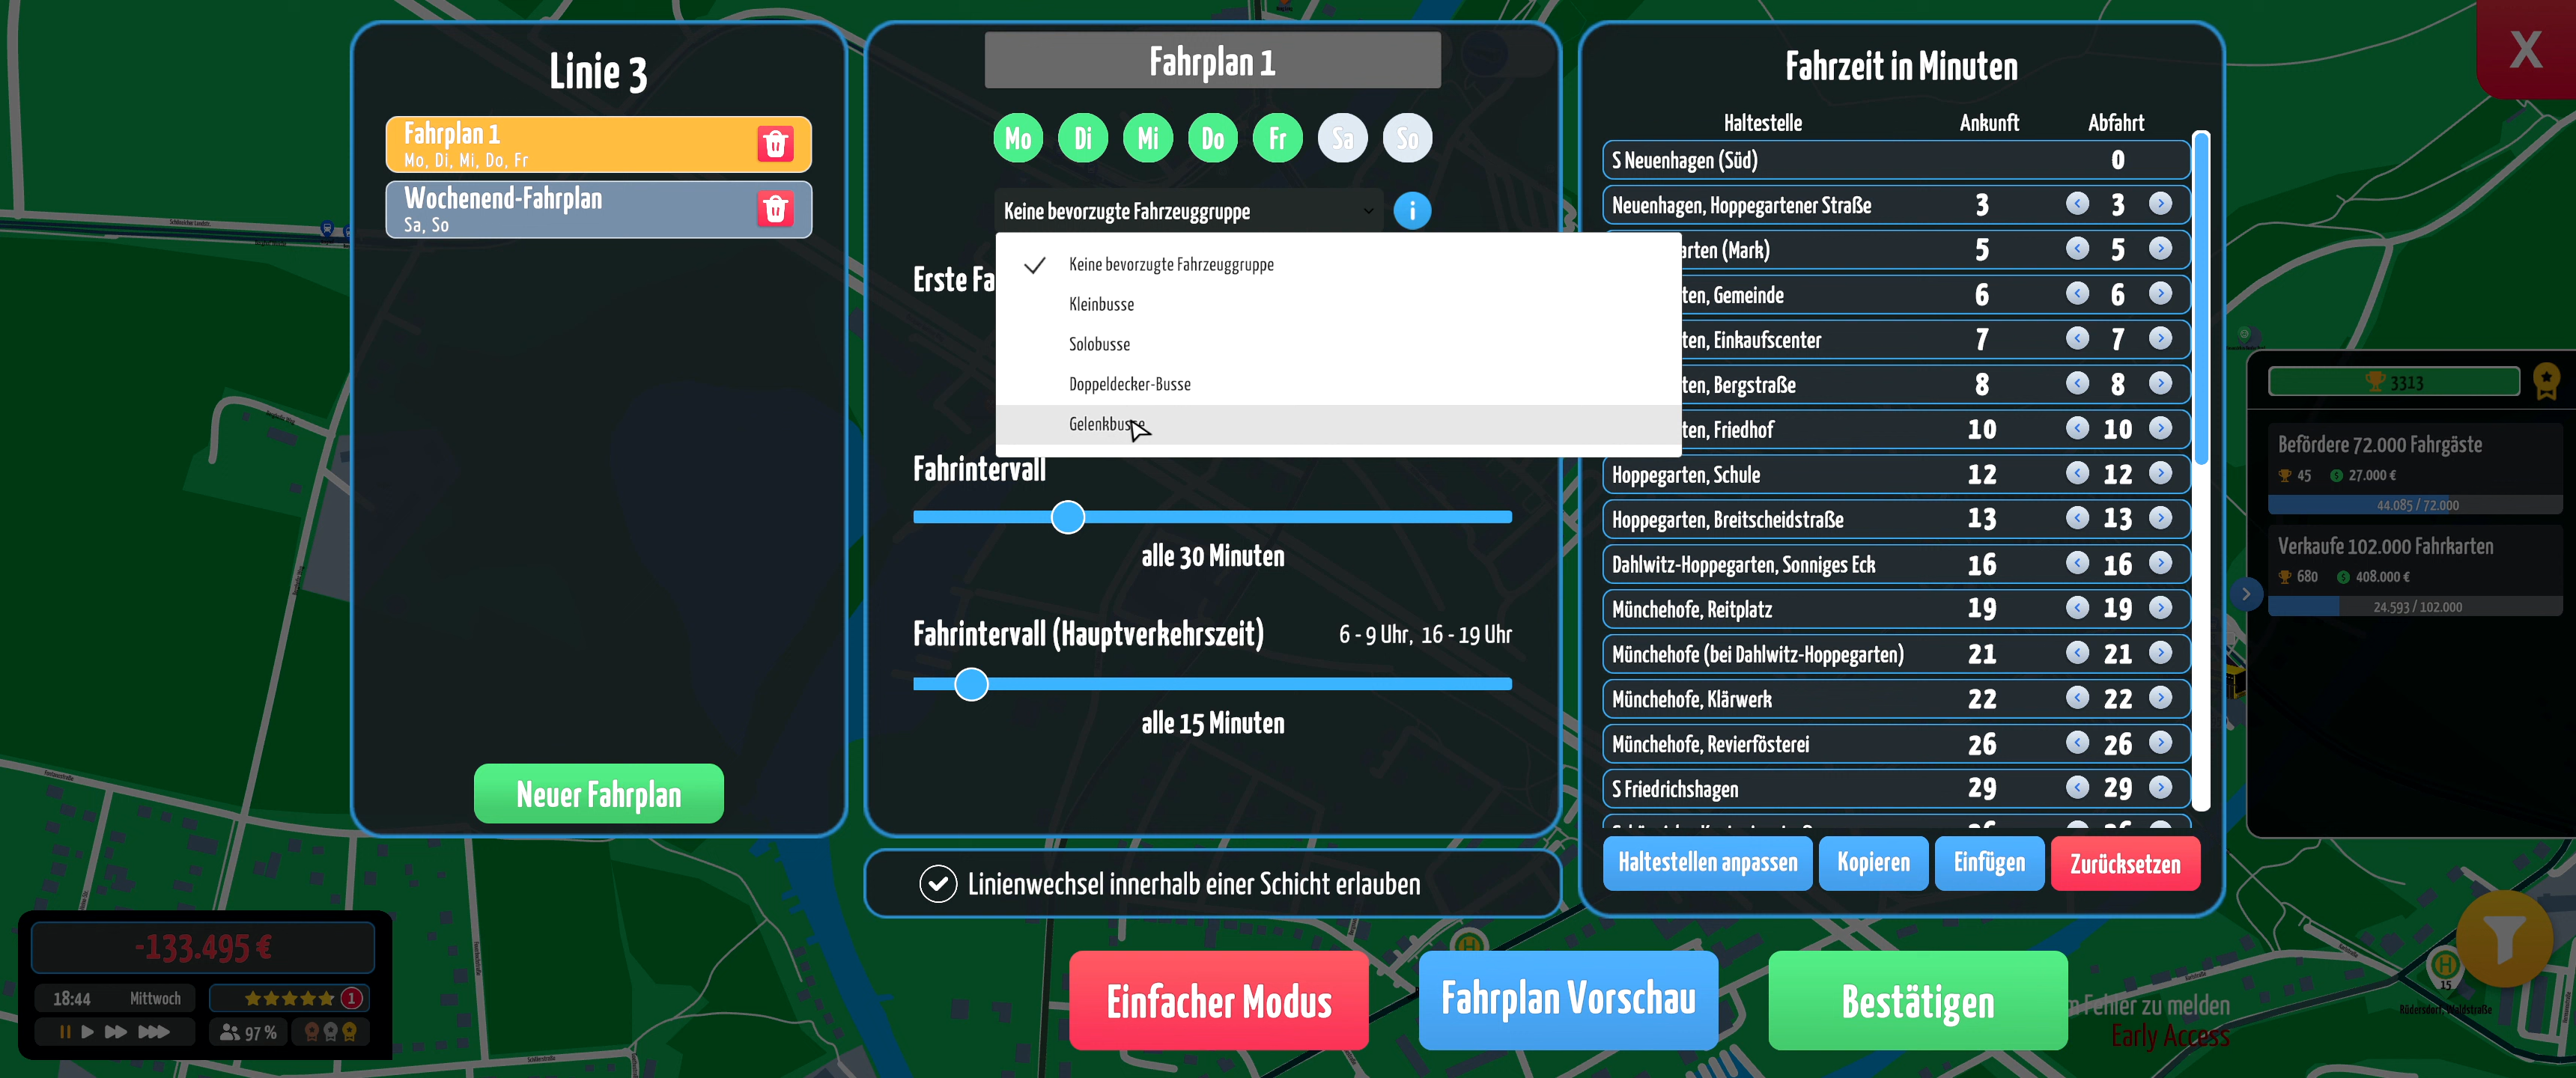 Linie 3
Fahrplan 1
Mo, Di, Mi, Do, Fr
Wochenend-Fahrplan
Sa, So
Neuer Fahrplan
Fahrplan 1
Mo Di Mi Do Fr Sa So
Keine bevorzugte Fahrzeuggruppe
i
Keine bevorzugte Fahrzeuggruppe
Kleinbusse
Solobusse
Doppeldecker-Busse
Gelenkbusse
Erste Fa
Fahrintervall
alle 30 Minuten
Fahrintervall (Hauptverkehrszeit) 6 - 9 Uhr, 16 - 19 Uhr
alle 15 Minuten
Linienwechsel innerhalb einer Schicht erlauben
Fahrzeit in Minuten
Haltestelle Ankunft Abfahrt
S Neuenhagen (Süd) 0
Neuenhagen, Hoppegartener Straße 3 3
arten (Mark) 5 5
ten, Gemeinde 6 6
ten, Einkaufscenter 7 7
ten, Bergstraße 8 8
ten, Friedhof 10 10
Hoppegarten, Schule 12 12
Hoppegarten, Breitscheidstraße 13 13
Dahlwitz-Hoppegarten, Sonniges Eck 16 16
Münchehofe, Reitplatz 19 19
Münchehofe (bei Dahlwitz-Hoppegarten) 21 21
Münchehofe, Klärwerk 22 22
Münchehofe, Revierfösterei 26 26
S Friedrichshagen 29 29
Haltestellen anpassen
Kopieren
Einfügen
Zurücksetzen
Einfacher Modus
Fahrplan Vorschau
Bestätigen
X
3313
Befördere 72.000 Fahrgäste
45 27.000 €
44.085 / 72.000
Verkaufe 102.000 Fahrkarten
680 408.000 €
24.593 / 102.000
-133.495 €
18:44 Mittwoch
1
97 %
H
H
15
Rüdersdorf, Waldstraße
Fehler zu melden
Early Access